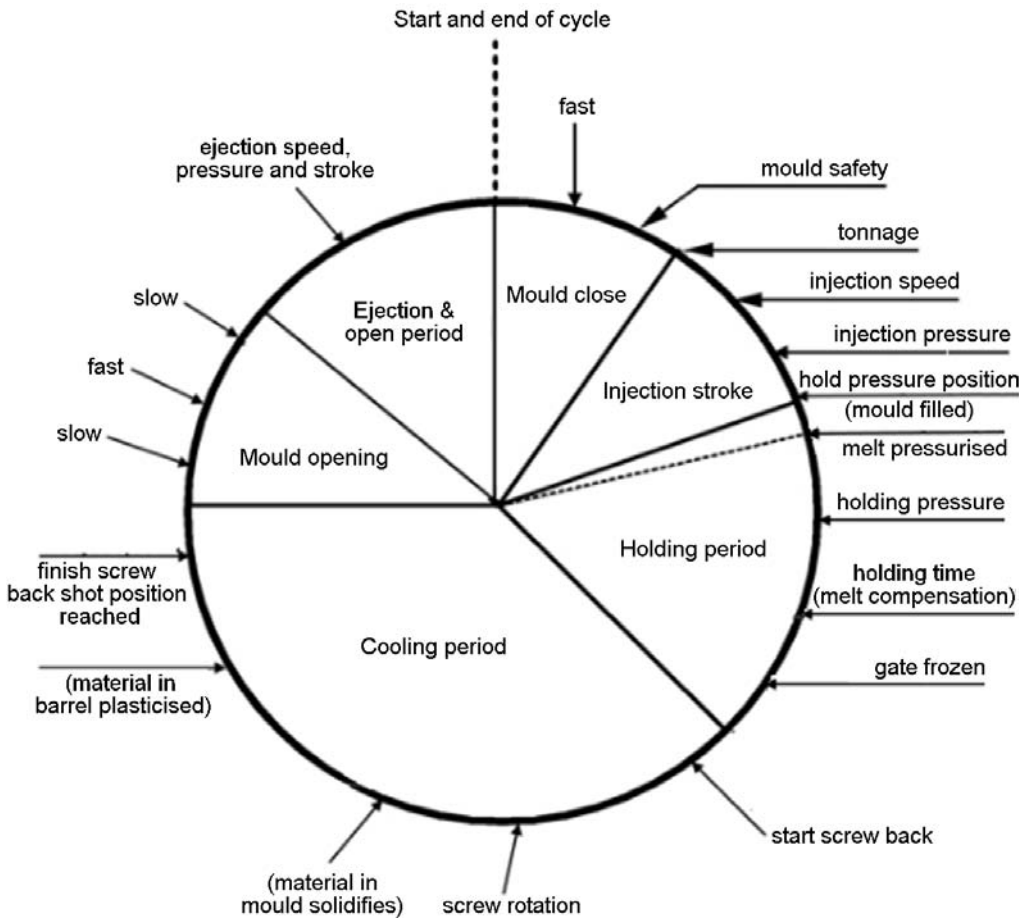 Start and end of cycle
fast
ejection speed,
pressure and stroke
mould safety
tonnage
slow
injection speed
Ejection &
open period
Mould close
injection pressure
fast
hold pressure position
Injection stroke
(mould filled)
slow
melt pressurised
Mould opening
holding pressure
Holding period
finish screw
back shot position
reached
holding time
(melt compensation)
Cooling period
gate frozen
(material in
barrel plasticised)
start screw back
(material in
mould solidifies)
screw rotation